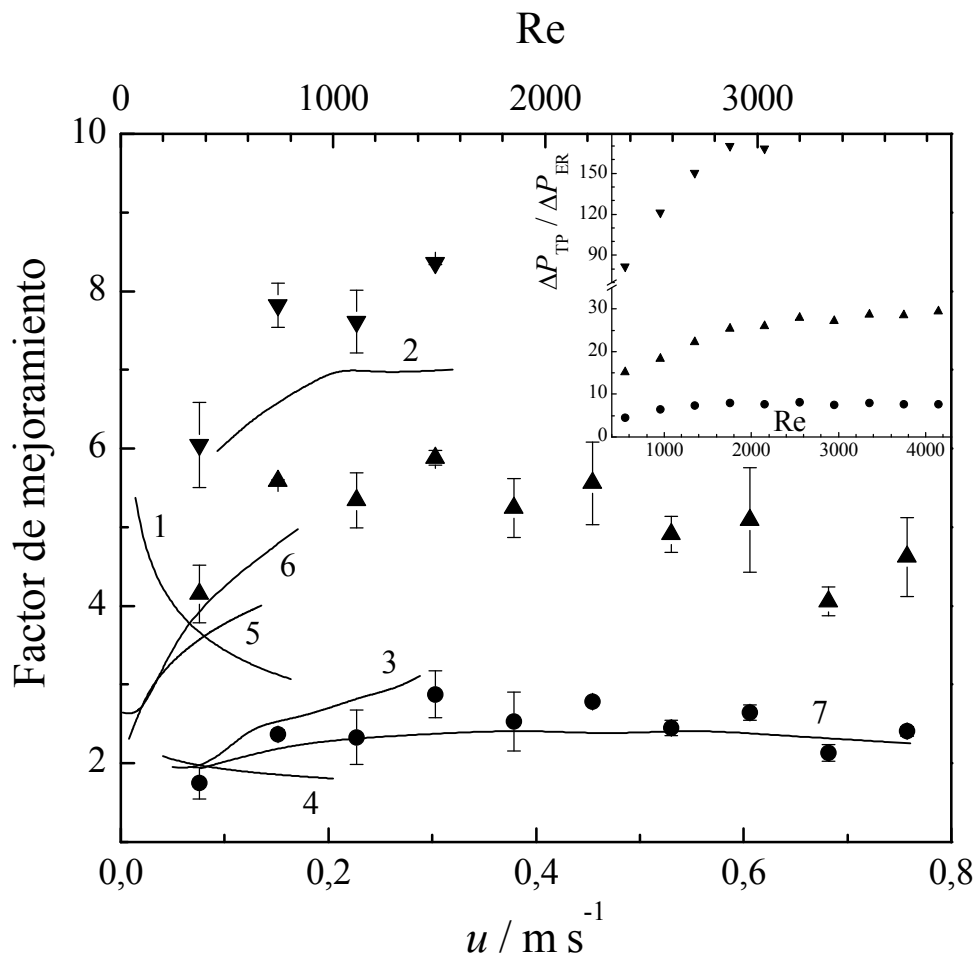 Re
0 1000 2000 3000
10
8
6
4
2
Factor de mejoramiento
0,0 0,2 0,4 0,6 0,8
u / m s⁻¹
1
2
3
4
5
6
7
ΔP_TP / ΔP_ER
150
120
90
30
20
10
0
Re
1000 2000 3000 4000